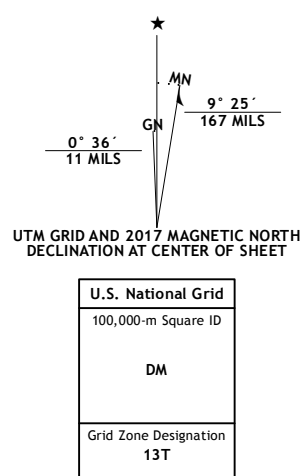 ★
MN
GN
9° 25´
167 MILS
0° 36´
11 MILS
UTM GRID AND 2017 MAGNETIC NORTH
DECLINATION AT CENTER OF SHEET
U.S. National Grid
100,000-m Square ID
DM
Grid Zone Designation
13T